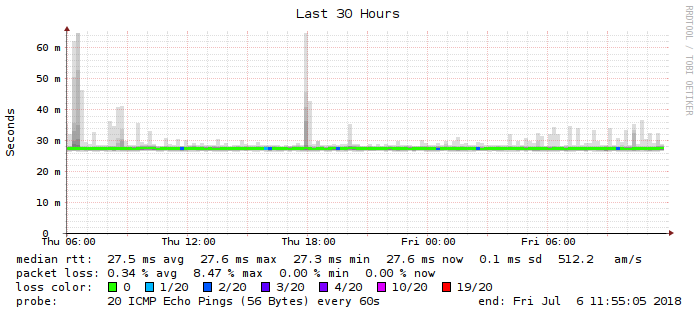 Last 30 Hours
RRDTOOL / TOBI OETIKER
Seconds
60 m
50 m
40 m
30 m
20 m
10 m
0
Thu 06:00 Thu 12:00 Thu 18:00 Fri 00:00 Fri 06:00
median rtt: 27.5 ms avg 27.6 ms max 27.3 ms min 27.6 ms now 0.1 ms sd 512.2 am/s
packet loss: 0.34 % avg 8.47 % max 0.00 % min 0.00 % now
loss color: 0 1/20 2/20 3/20 4/20 10/20 19/20
probe: 20 ICMP Echo Pings (56 Bytes) every 60s end: Fri Jul 6 11:55:05 2018